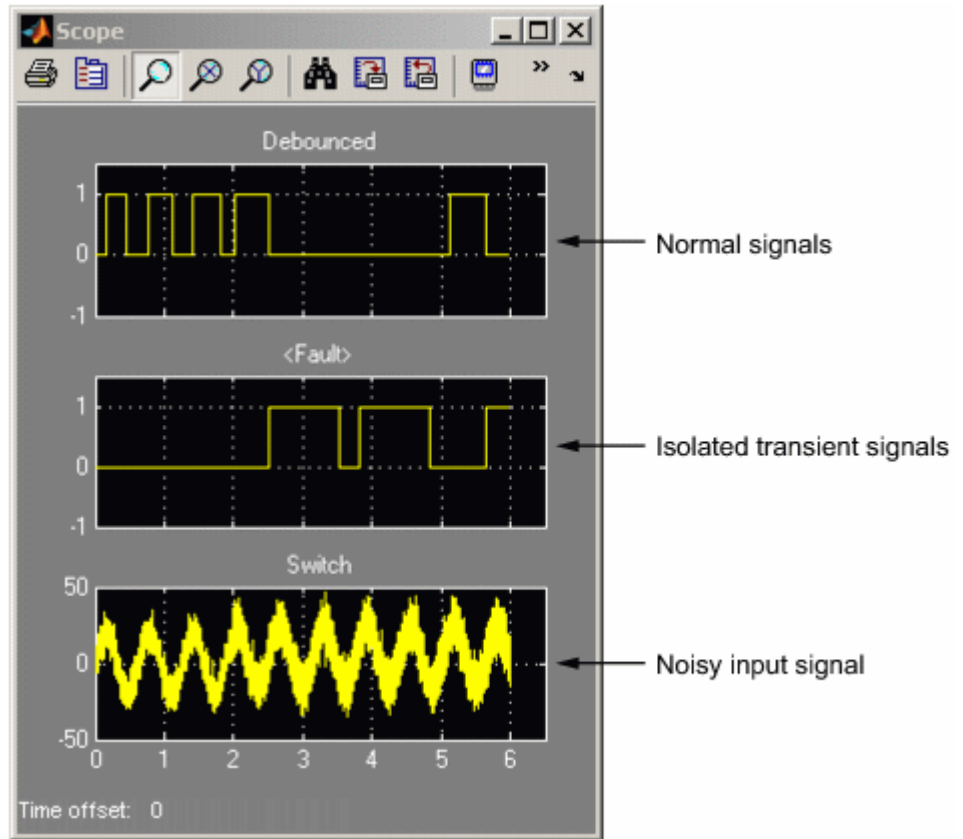 Scope
Debounced
1
0
-1
Normal signals
<Fault>
1
0
-1
Isolated transient signals
Switch
50
0
-50
Noisy input signal
0 1 2 3 4 5 6
Time offset: 0